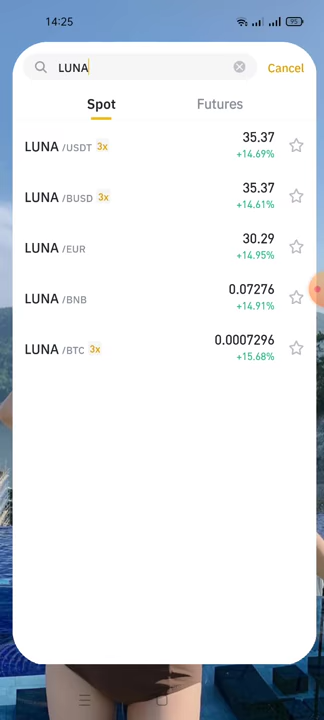 14:25
95
LUNA
Cancel
Spot
Futures
LUNA /USDT 3x
35.37
+14.69%
LUNA /BUSD 3x
35.37
+14.61%
LUNA /EUR
30.29
+14.95%
LUNA /BNB
0.07276
+14.91%
LUNA /BTC 3x
0.0007296
+15.68%